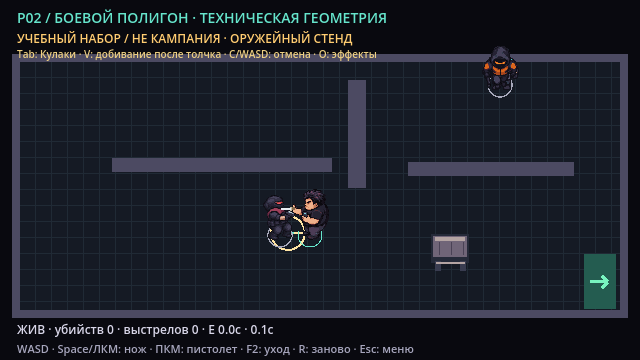 P02 / БОЕВОЙ ПОЛИГОН · ТЕХНИЧЕСКАЯ ГЕОМЕТРИЯ
УЧЕБНЫЙ НАБОР / НЕ КАМПАНИЯ · ОРУЖЕЙНЫЙ СТЕНД
Tab: Кулаки · V: добивание после толчка · C/WASD: отмена · O: эффекты
ЖИВ · убийств 0 · выстрелов 0 · E 0.0с · 0.1с
WASD · Space/ЛКМ: нож · ПКМ: пистолет · F2: уход · R: заново · Esc: меню